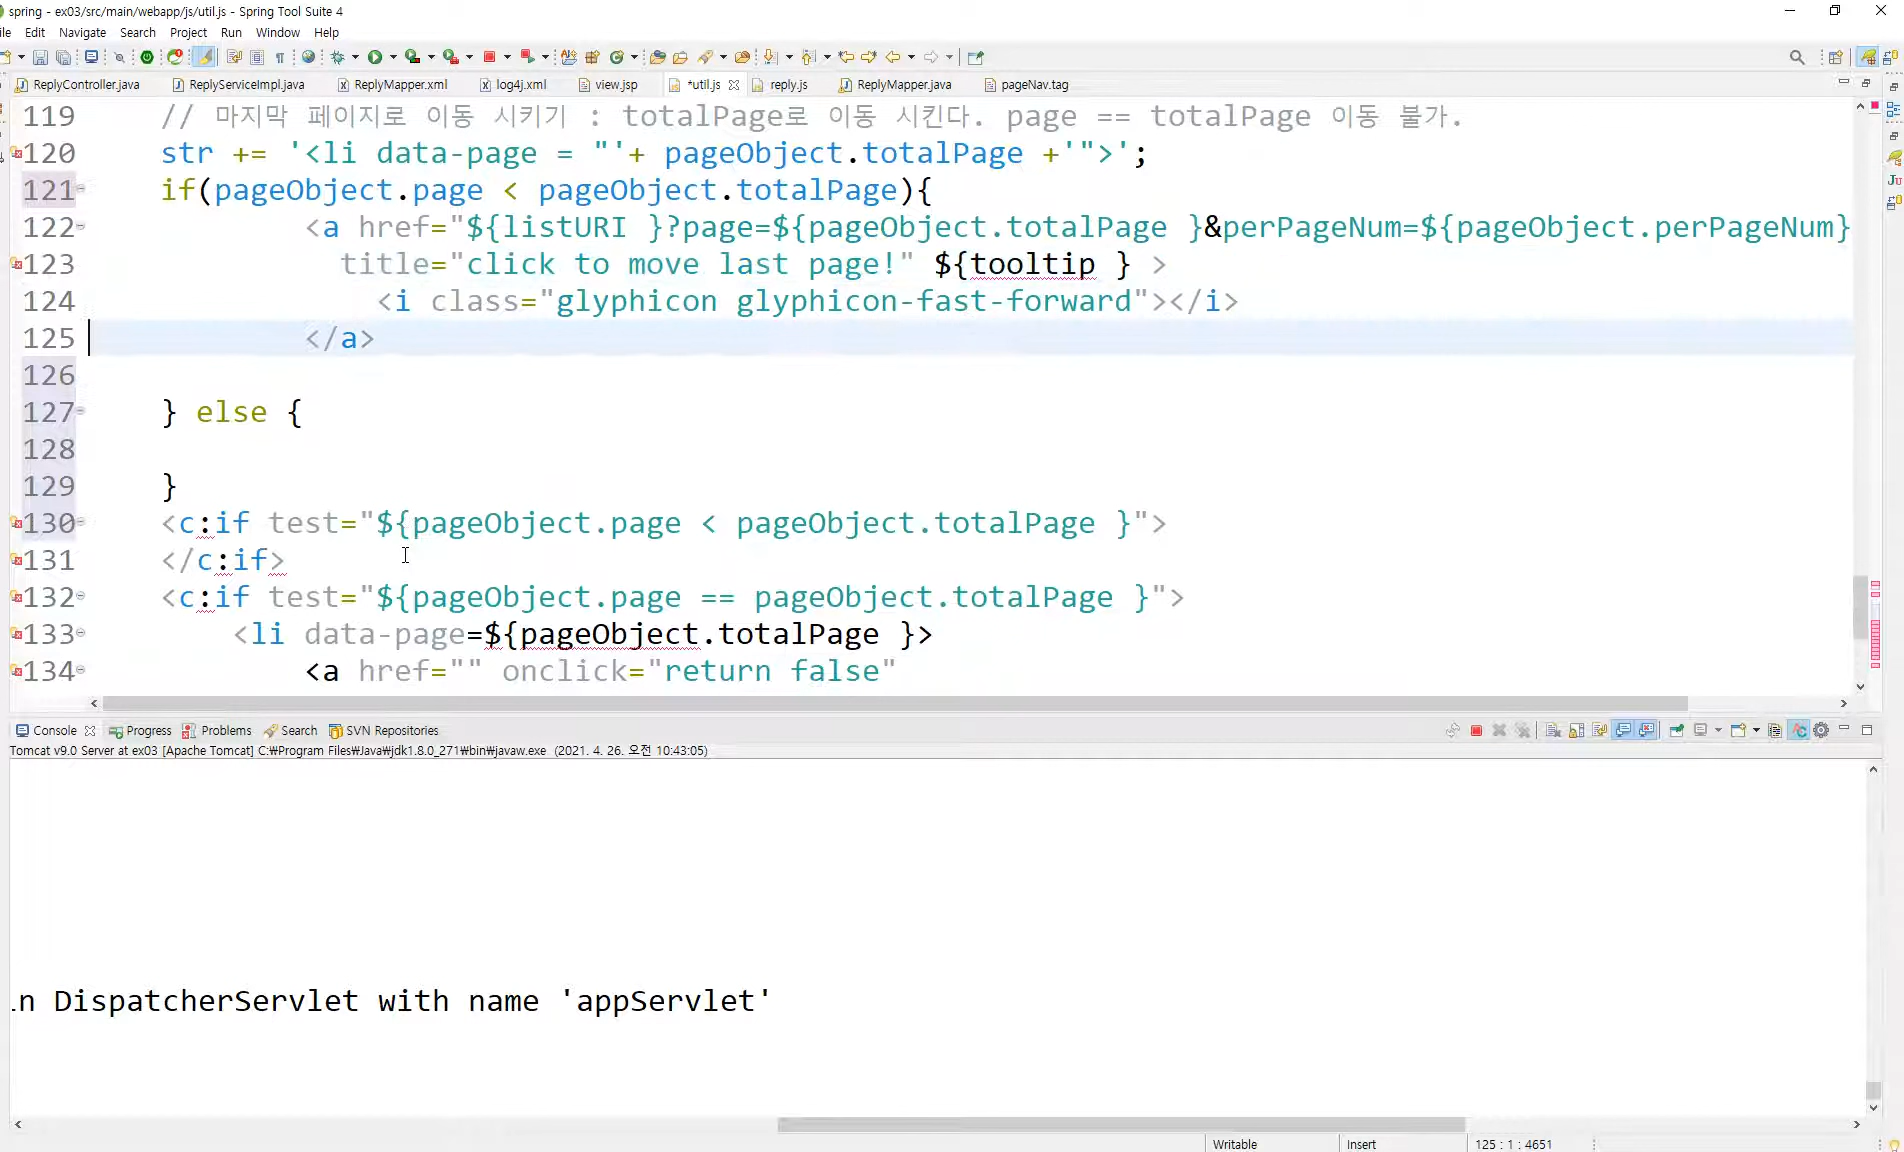 spring - ex03/src/main/webapp/js/util.js - Spring Tool Suite 4
Edit Navigate Search Project Run Window Help
ReplyController.java ReplyServiceImpl.java ReplyMapper.xml log4j.xml view.jsp *util.js reply.js ReplyMapper.java pageNav.tag
119 // 마지막 페이지로 이동 시키기 : totalPage로 이동 시킨다. page == totalPage 이동 불가.
120 str += '<li data-page = "'+ pageObject.totalPage +'">';
121 if(pageObject.page < pageObject.totalPage){
122 <a href="${listURI }?page=${pageObject.totalPage }&perPageNum=${pageObject.perPageNum}
123 title="click to move last page!" ${tooltip } >
124 <i class="glyphicon glyphicon-fast-forward"></i>
125 </a>
126
127 } else {
128
129 }
130 <c:if test="${pageObject.page < pageObject.totalPage }">
131 </c:if>
132 <c:if test="${pageObject.page == pageObject.totalPage }">
133 <li data-page=${pageObject.totalPage }>
134 <a href="" onclick="return false"
Console Progress Problems Search SVN Repositories
Tomcat v9.0 Server at ex03 [Apache Tomcat] C:₩Program Files₩Java₩jdk1.8.0_271₩bin₩javaw.exe (2021. 4. 26. 오전 10:43:05)
in DispatcherServlet with name 'appServlet'
Writable Insert 125 : 1 : 4651